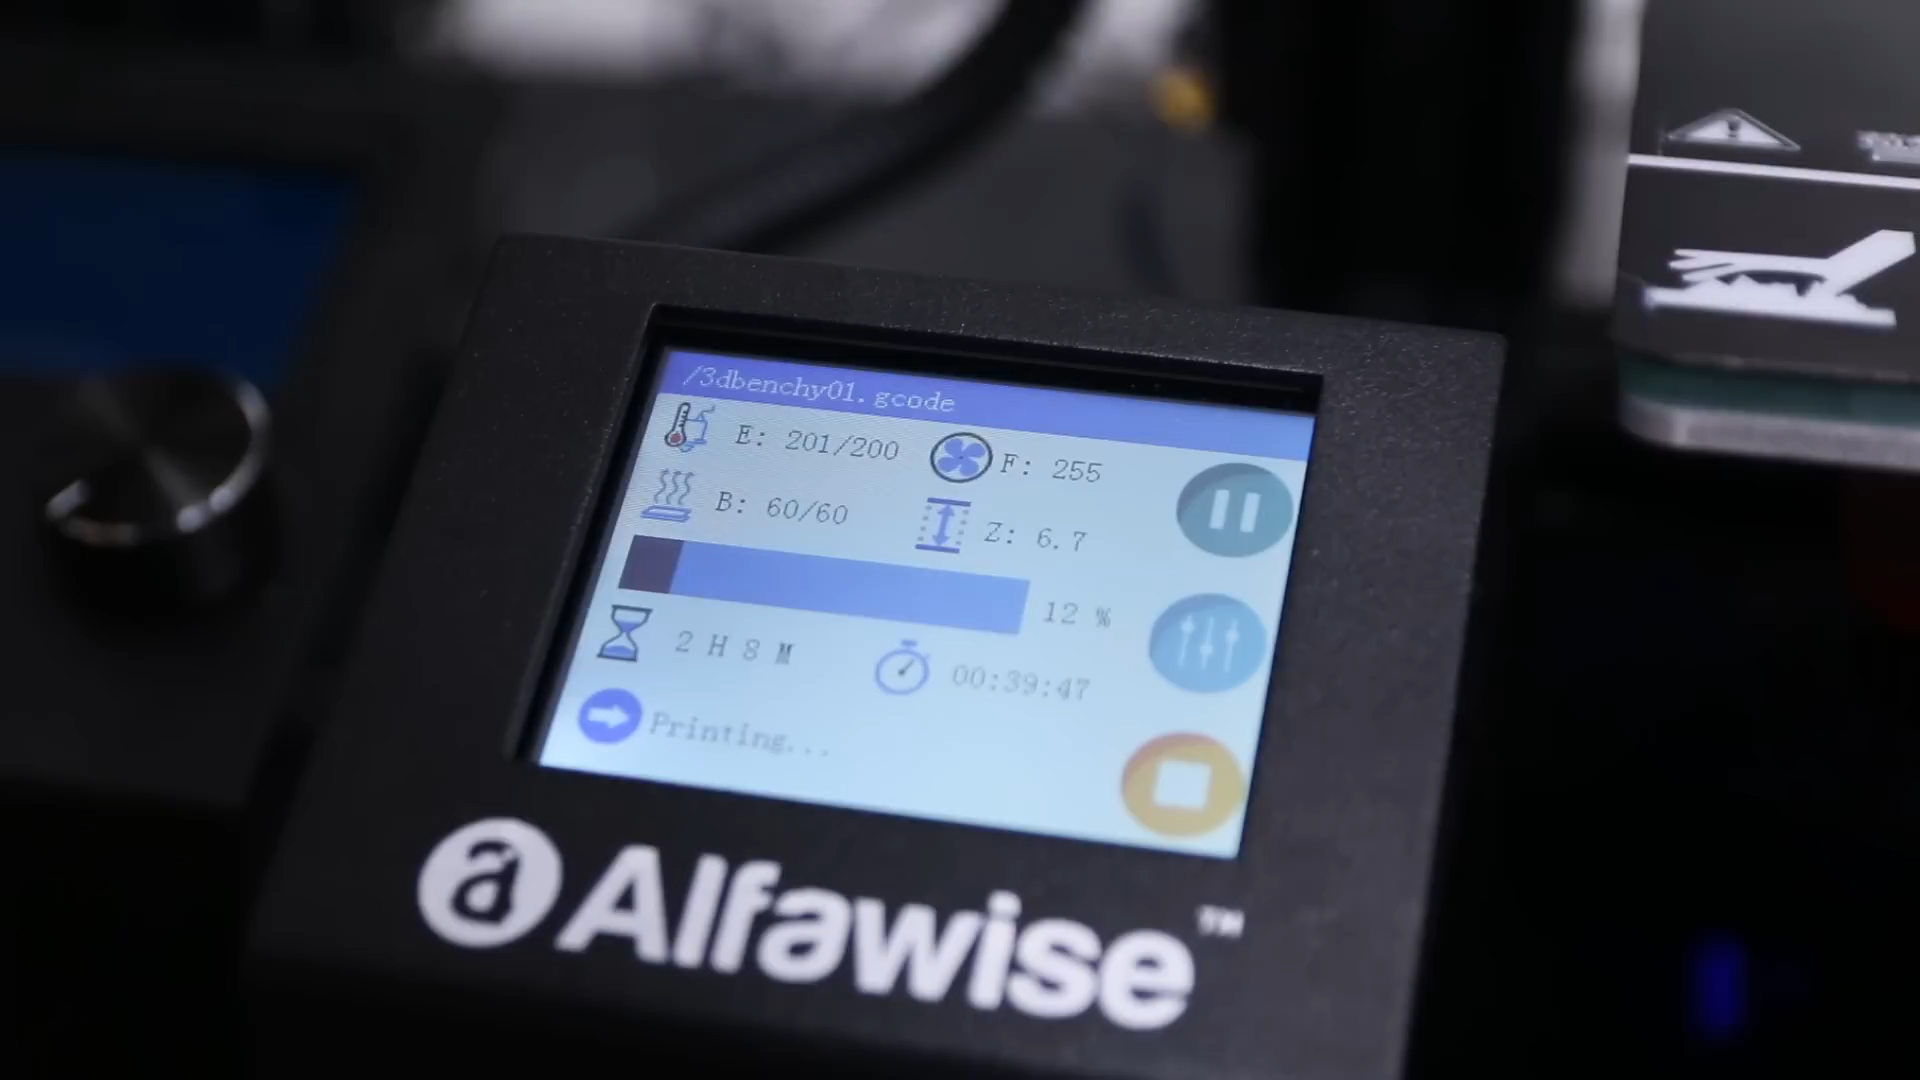 /3dbenchy01.gcode
E: 201/200
F: 255
B: 60/60
Z: 6.7
12 %
2 H 8 M
00:39:47
Printing...
a Alfawise™